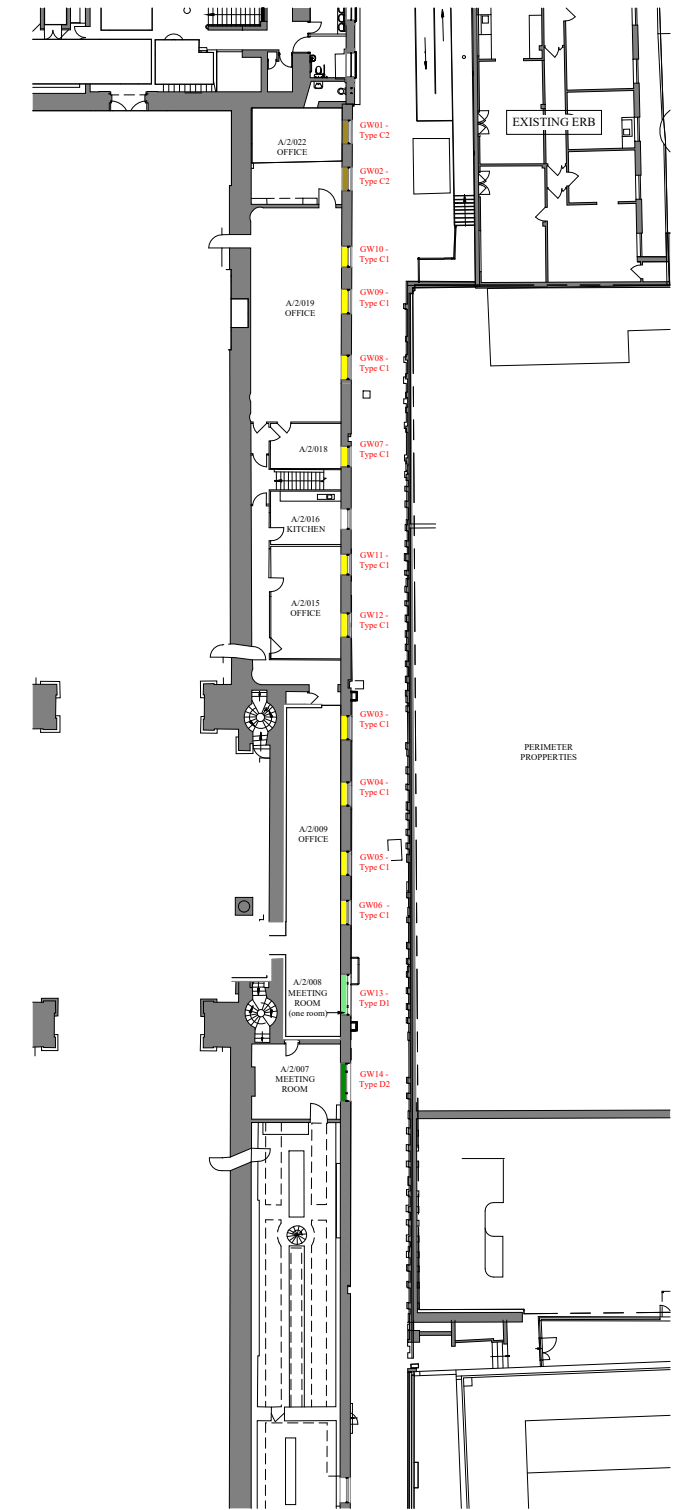 EXISTING ERB
GW01 -
Type C2
A/2/022
OFFICE
GW02 -
Type C2
GW10 -
Type C1
GW09 -
Type C1
A/2/019
OFFICE
GW08 -
Type C1
GW07 -
Type C1
A/2/018
A/2/016
KITCHEN
GW11 -
Type C1
A/2/015
OFFICE
GW12 -
Type C1
GW03 -
Type C1
PERIMETER
PROPPERTIES
GW04 -
Type C1
A/2/009
OFFICE
GW05 -
Type C1
GW06 -
Type C1
A/2/008
MEETING
ROOM
(one room)
GW13 -
Type D1
A/2/007
MEETING
ROOM
GW14 -
Type D2